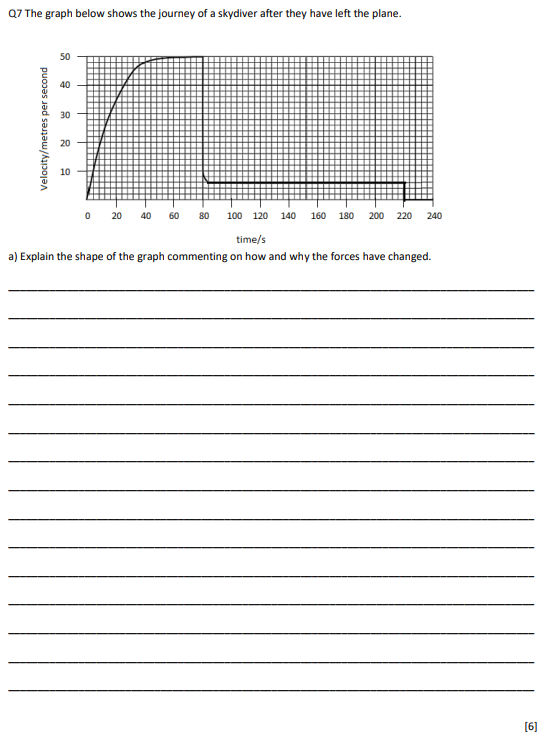 Q7 The graph below shows the journey of a skydiver after they have left the plane.
50
40
30
20
10
Velocity/metres per second
0 20 40 60 80 100 120 140 160 180 200 220 240
time/s
a) Explain the shape of the graph commenting on how and why the forces have changed.
[6]